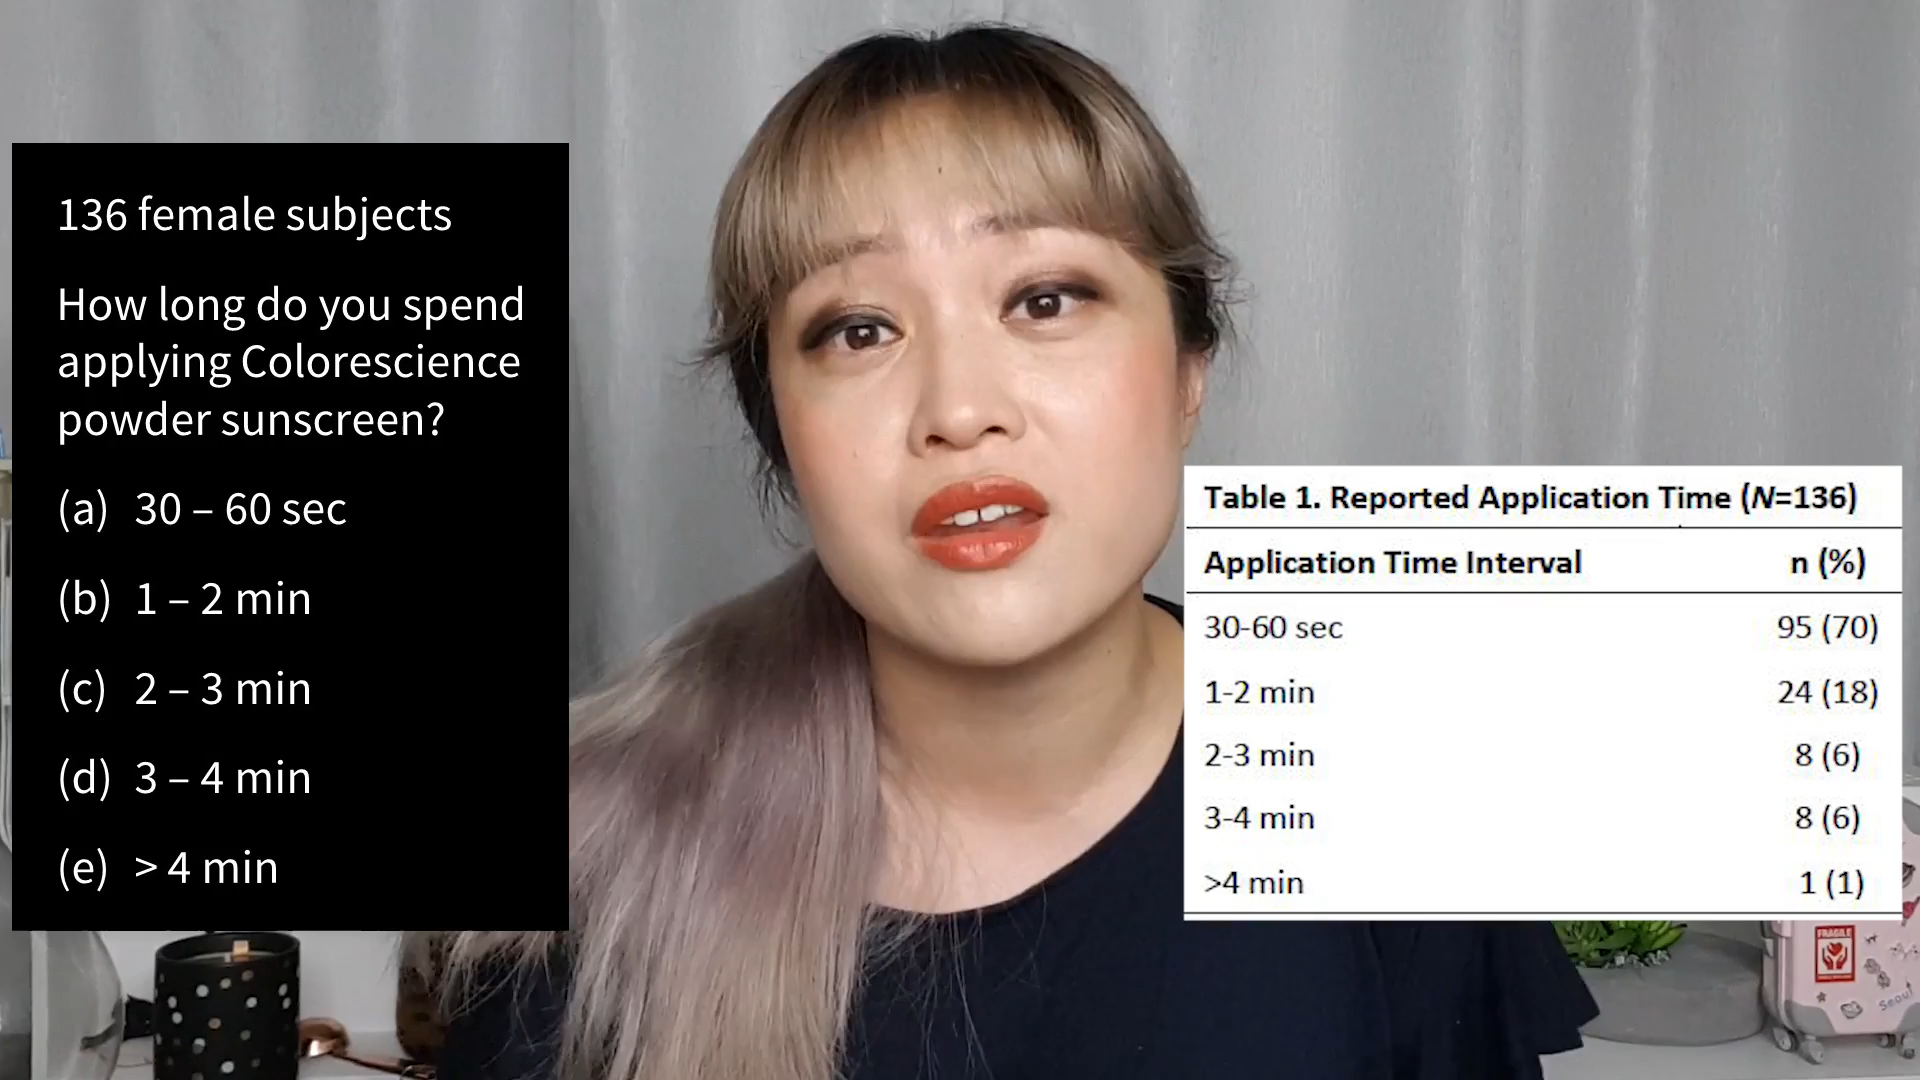 136 female subjects
How long do you spend
applying Colorescience
powder sunscreen?
(a) 30 – 60 sec
(b) 1 – 2 min
(c) 2 – 3 min
(d) 3 – 4 min
(e) > 4 min
Table 1. Reported Application Time (N=136)
Application Time Interval n (%)
30-60 sec 95 (70)
1-2 min 24 (18)
2-3 min 8 (6)
3-4 min 8 (6)
>4 min 1 (1)
FRAGILE
Seoul